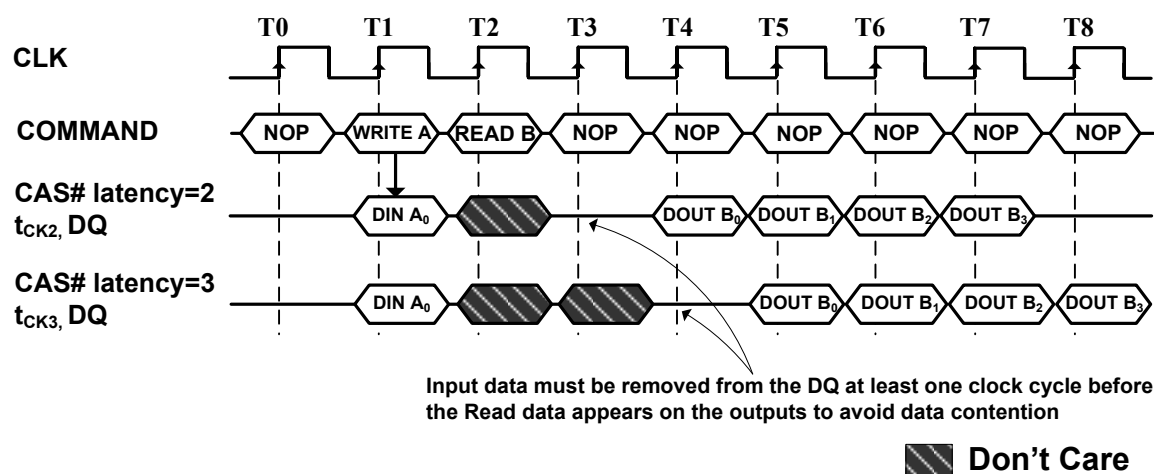 T0 T1 T2 T3 T4 T5 T6 T7 T8
CLK
COMMAND NOP WRITE A READ B NOP NOP NOP NOP NOP NOP
CAS# latency=2
tCK2, DQ DIN A0 DOUT B0 DOUT B1 DOUT B2 DOUT B3
CAS# latency=3
tCK3, DQ DIN A0 DOUT B0 DOUT B1 DOUT B2 DOUT B3
Input data must be removed from the DQ at least one clock cycle before
the Read data appears on the outputs to avoid data contention
Don't Care